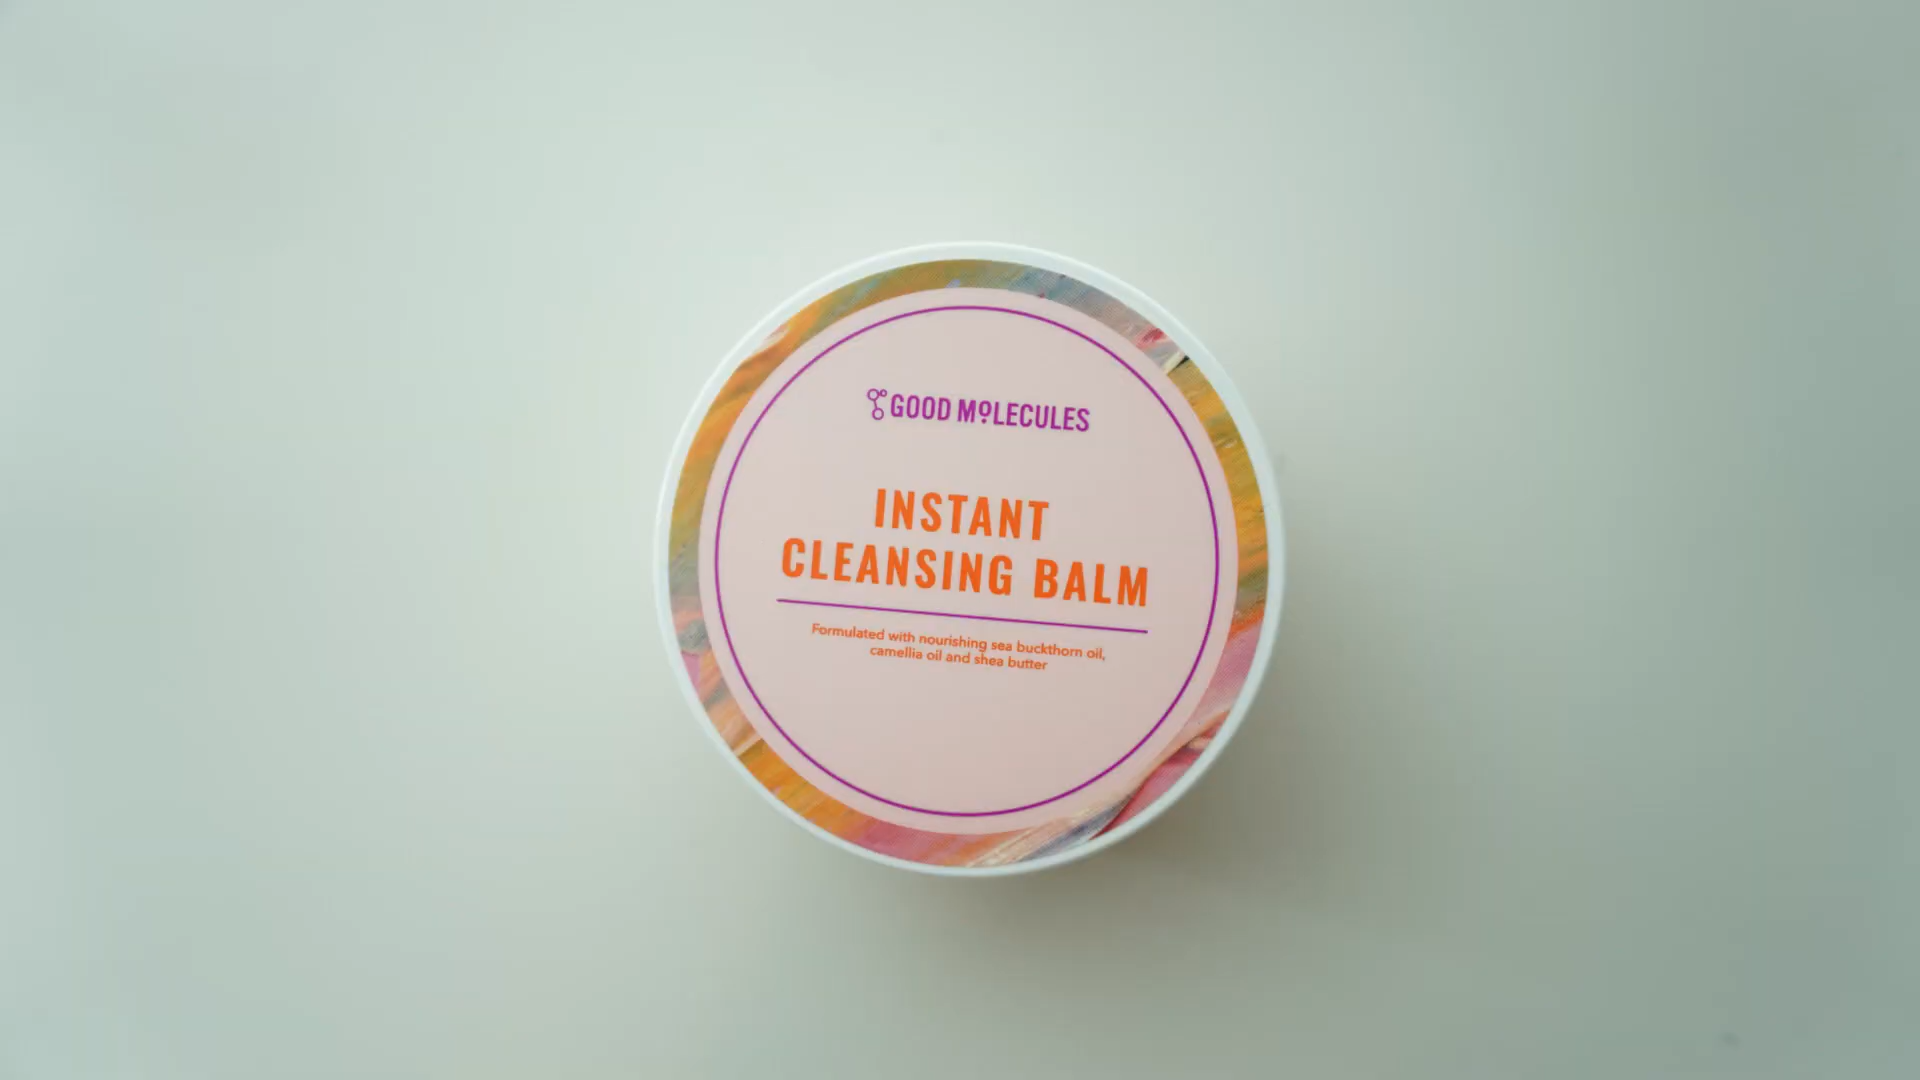 GOOD MOLECULES
INSTANT
CLEANSING BALM
Formulated with nourishing sea buckthorn oil,
camellia oil and shea butter